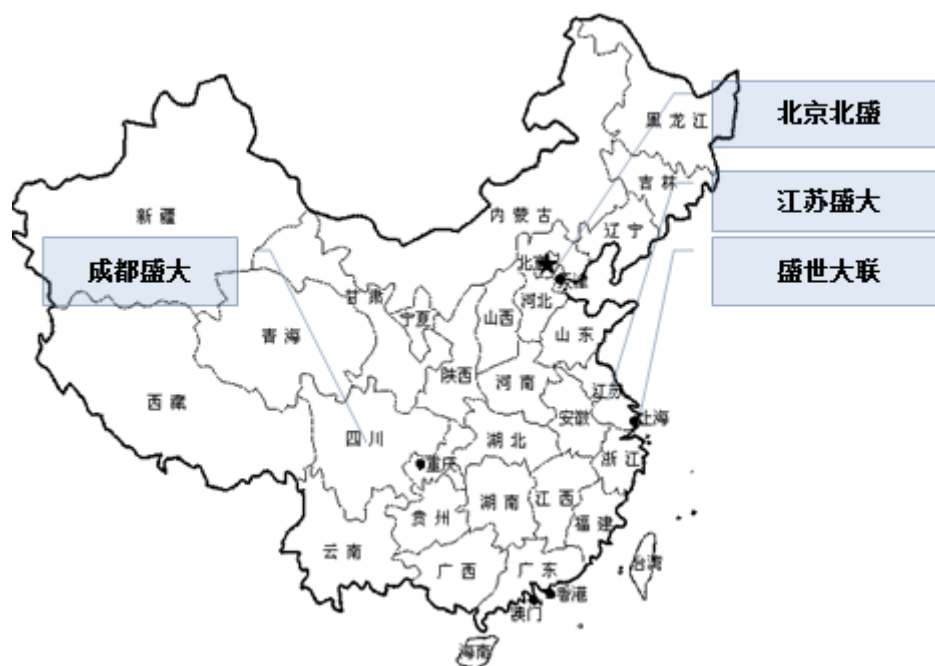 黑 龙 江
北京北盛
吉 林
江苏盛大
新 疆
内 蒙 古
辽 宁
成都盛大
北京
天津
盛世大联
甘 肃
河北
宁夏
山西
青 海
山 东
陕西
河 南
江苏
西 藏
安徽
上海
四 川
湖 北
浙 江
重庆
湖 南
江 西
贵 州
福 建
云 南
广 西
广 东
台湾
香港
澳门
海南